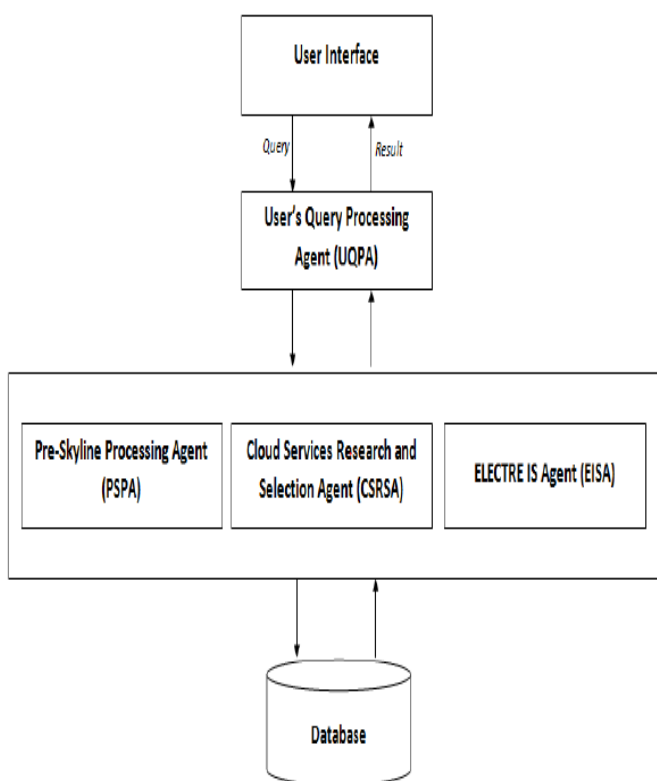 User Interface
Query
Result
User's Query Processing
Agent (UQPA)
Pre-Skyline Processing Agent
(PSPA)
Cloud Services Research and
Selection Agent (CSRSA)
ELECTRE IS Agent (EISA)
Database